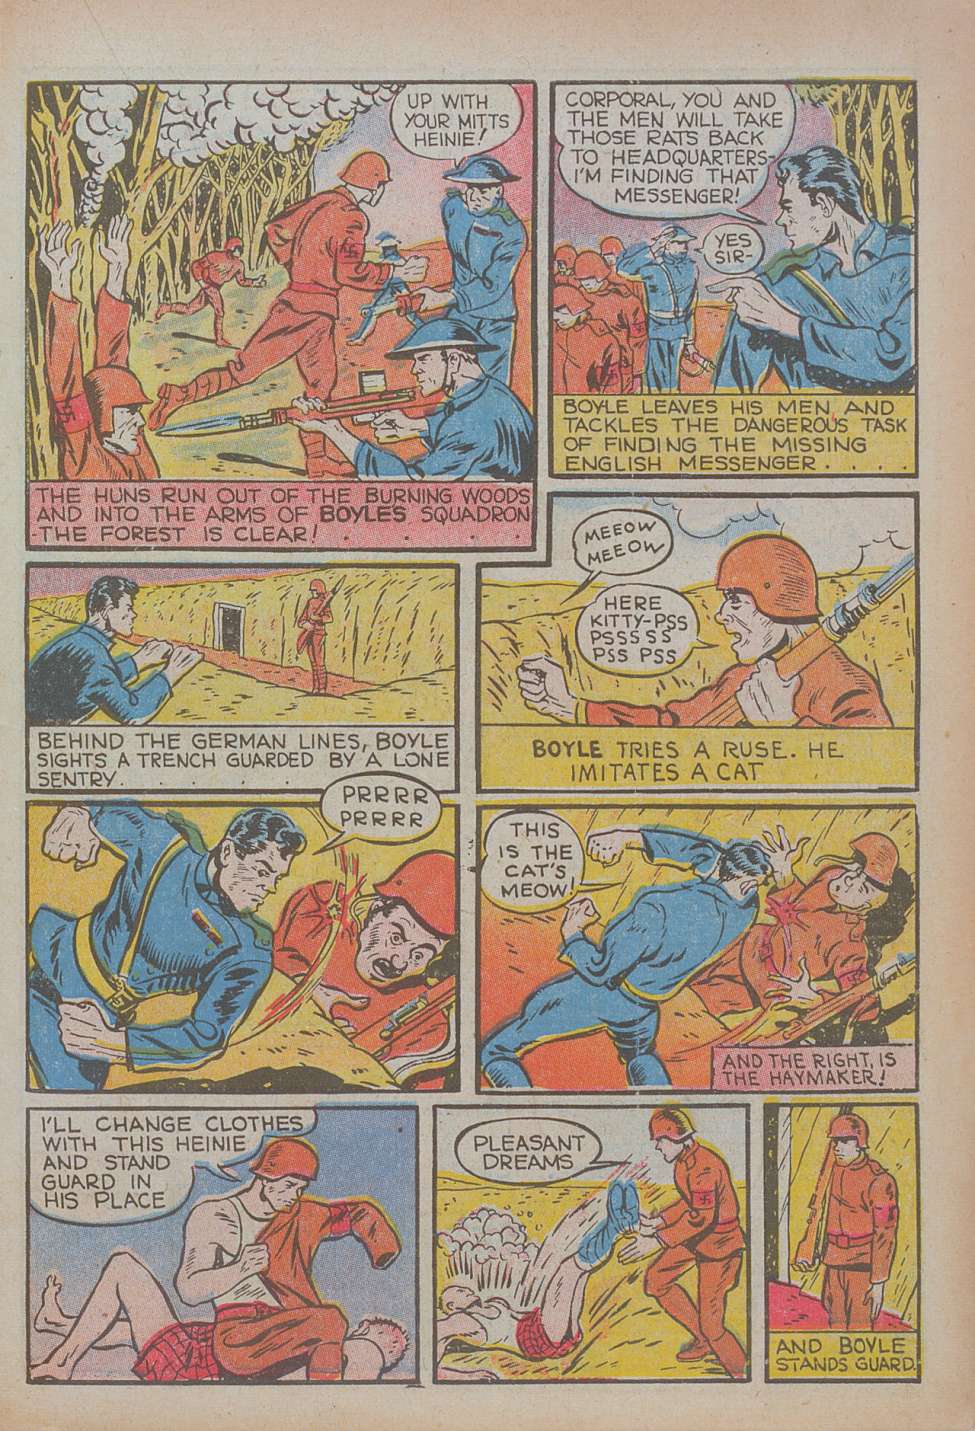 UP WITH
YOUR MITTS
HEINIE!
THE HUNS RUN OUT OF THE BURNING WOODS
AND INTO THE ARMS OF BOYLES SQUADRON
-THE FOREST IS CLEAR! . . . .
CORPORAL, YOU AND
THE MEN WILL TAKE
THOSE RATS BACK
TO HEADQUARTERS-
I'M FINDING THAT
MESSENGER!
YES
SIR-
BOYLE LEAVES HIS MEN AND
TACKLES THE DANGEROUS TASK
OF FINDING THE MISSING
ENGLISH MESSENGER . . . .
BEHIND THE GERMAN LINES, BOYLE
SIGHTS A TRENCH GUARDED BY A LONE
SENTRY. . . . . .
MEEOW
MEEOW
HERE
KITTY-PSS
PSSSSS
PSS PSS
BOYLE TRIES A RUSE. HE
IMITATES A CAT
PRRRR
PRRRR
THIS
IS THE
CAT'S
MEOW!
AND THE RIGHT, IS
THE HAYMAKER!
I'LL CHANGE CLOTHES
WITH THIS HEINIE
AND STAND
GUARD IN
HIS PLACE
PLEASANT
DREAMS
AND BOYLE
STANDS GUARD.